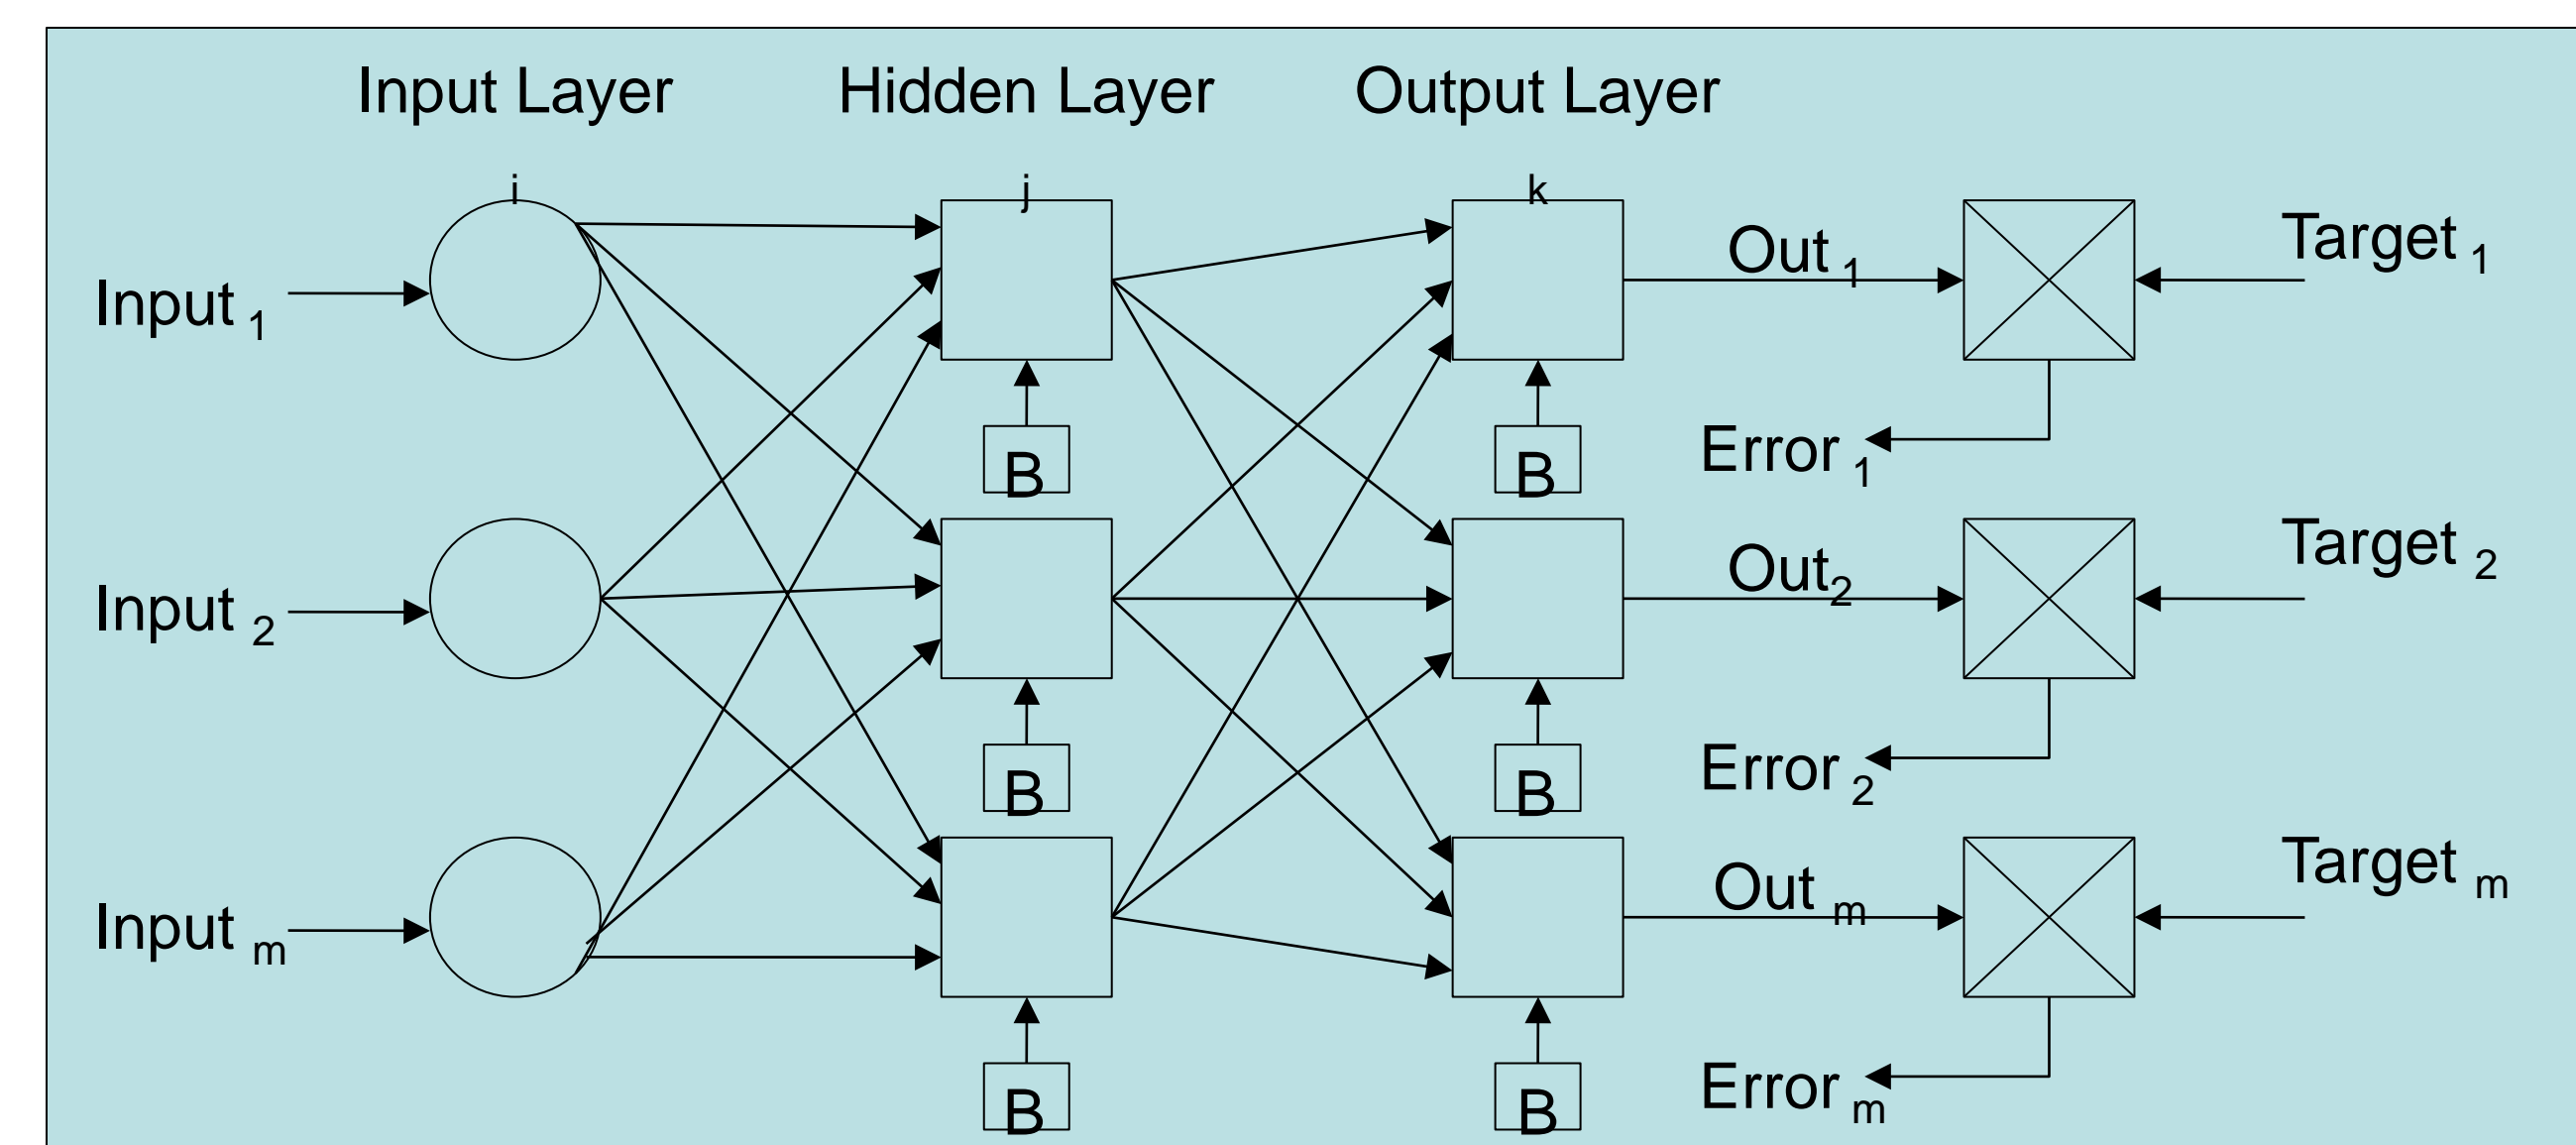 Input Layer Hidden Layer Output Layer
i j k
Input 1 Out 1 Target 1
B B Error 1
Input 2 Out2 Target 2
B B Error 2
Input m Out m Target m
B B Error m